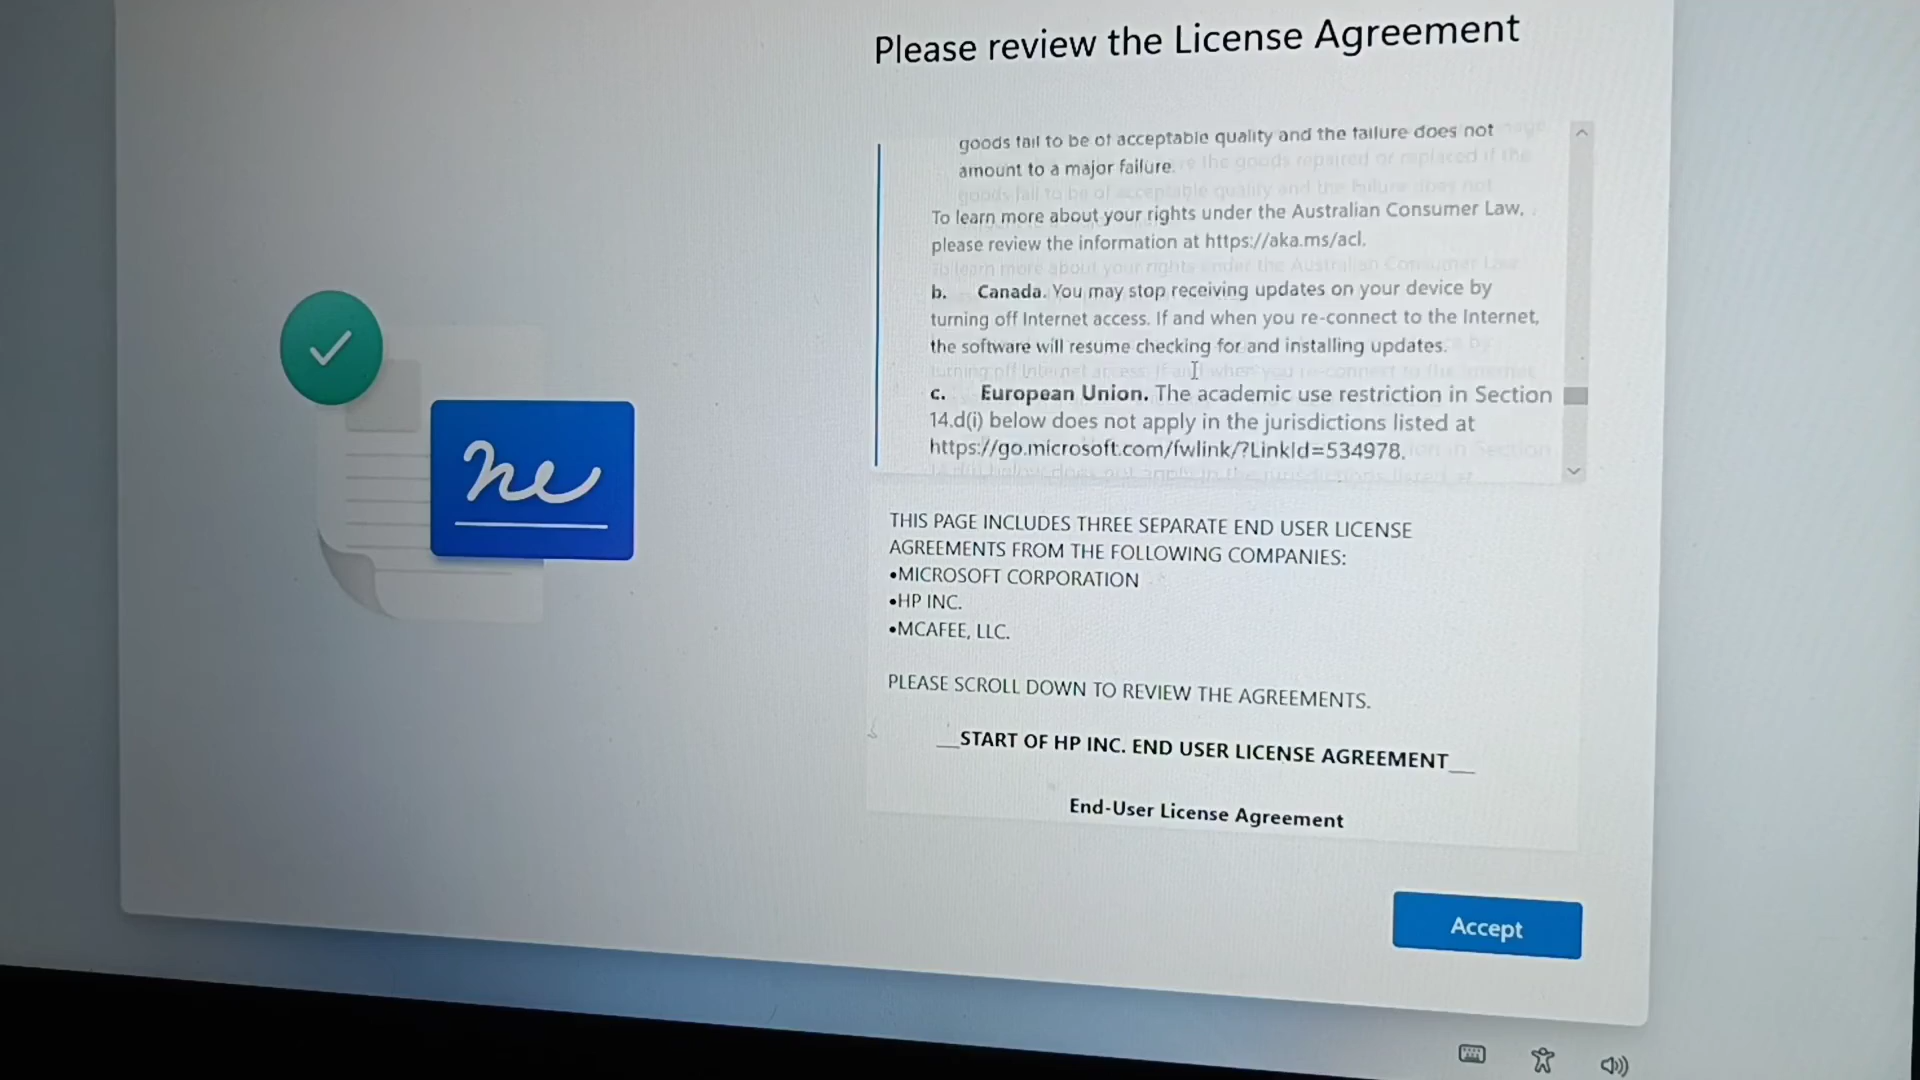 Please review the License Agreement
goods fail to be of acceptable quality and the failure does not
amount to a major failure.
To learn more about your rights under the Australian Consumer Law,
please review the information at https://aka.ms/acl.
b. Canada. You may stop receiving updates on your device by
turning off Internet access. If and when you re-connect to the Internet,
the software will resume checking for and installing updates.
c. European Union. The academic use restriction in Section
14.d(i) below does not apply in the jurisdictions listed at
https://go.microsoft.com/fwlink/?LinkId=534978.
THIS PAGE INCLUDES THREE SEPARATE END USER LICENSE
AGREEMENTS FROM THE FOLLOWING COMPANIES:
•MICROSOFT CORPORATION
•HP INC.
•MCAFEE, LLC.
PLEASE SCROLL DOWN TO REVIEW THE AGREEMENTS.
__START OF HP INC. END USER LICENSE AGREEMENT__
End-User License Agreement
Accept